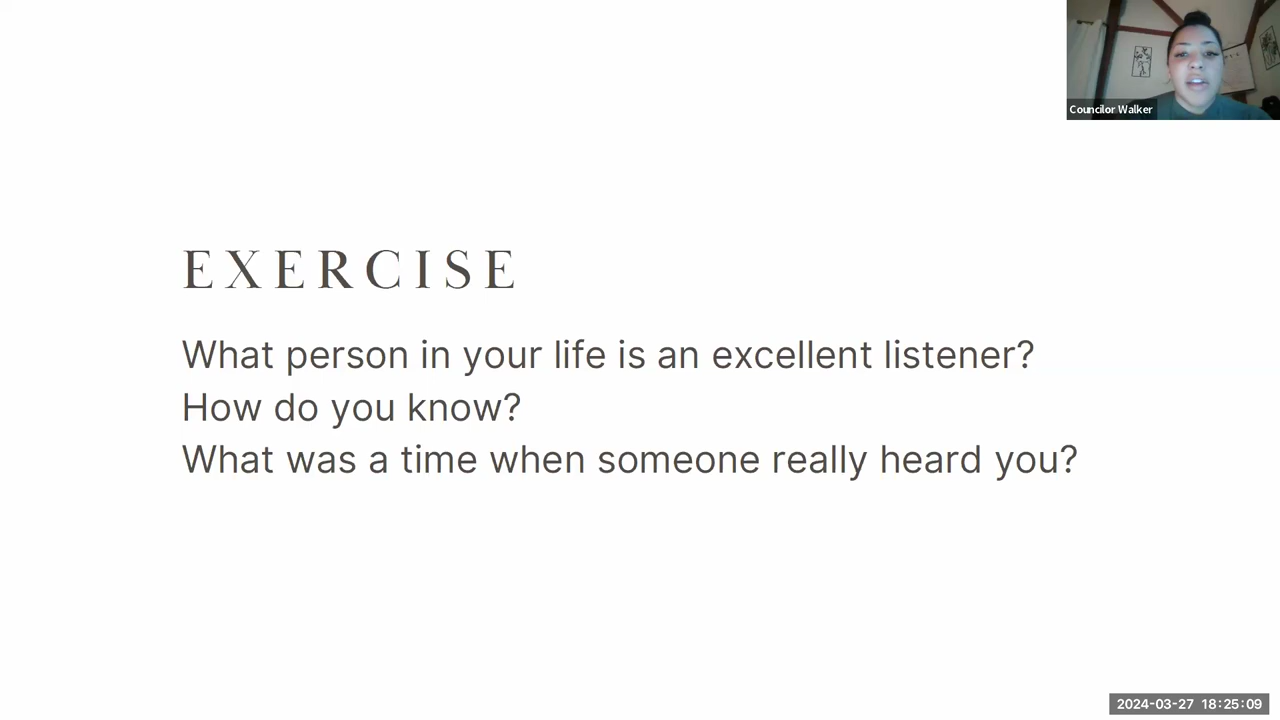 Councilor Walker
EXERCISE
What person in your life is an excellent listener?
How do you know?
What was a time when someone really heard you?
2024-03-27 18:25:09